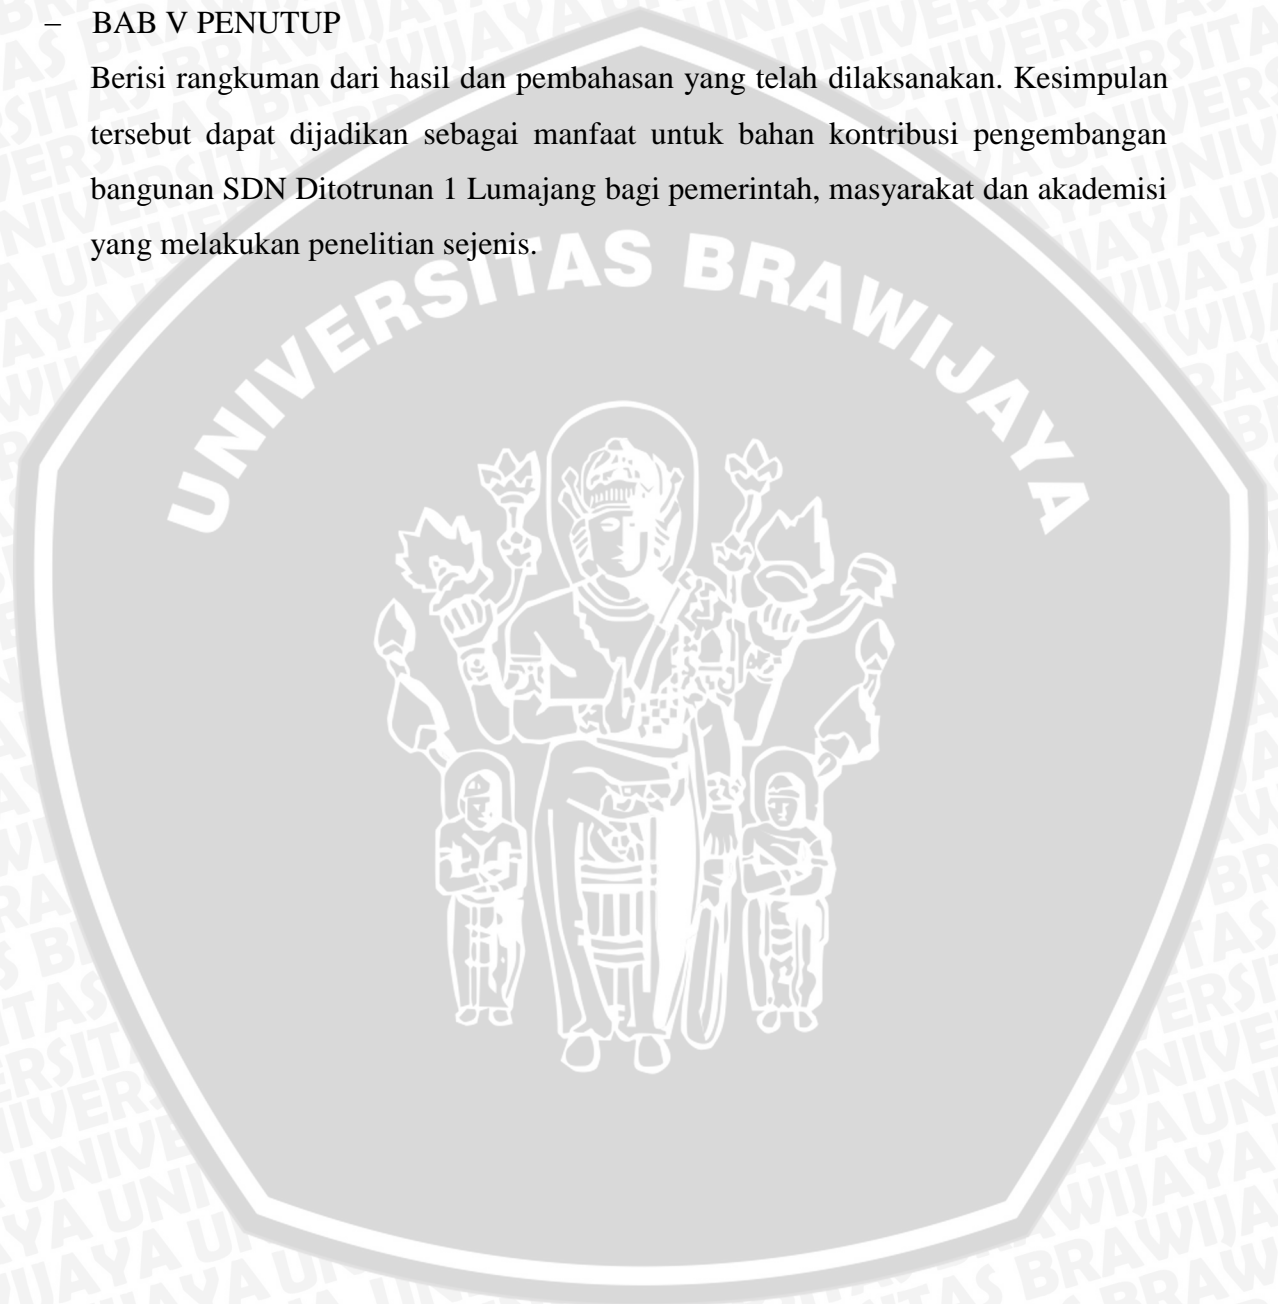 – BAB V PENUTUP
Berisi rangkuman dari hasil dan pembahasan yang telah dilaksanakan. Kesimpulan
tersebut dapat dijadikan sebagai manfaat untuk bahan kontribusi pengembangan
bangunan SDN Ditotrunan 1 Lumajang bagi pemerintah, masyarakat dan akademisi
yang melakukan penelitian sejenis.
UNIVERSITAS BRAWIJAYA